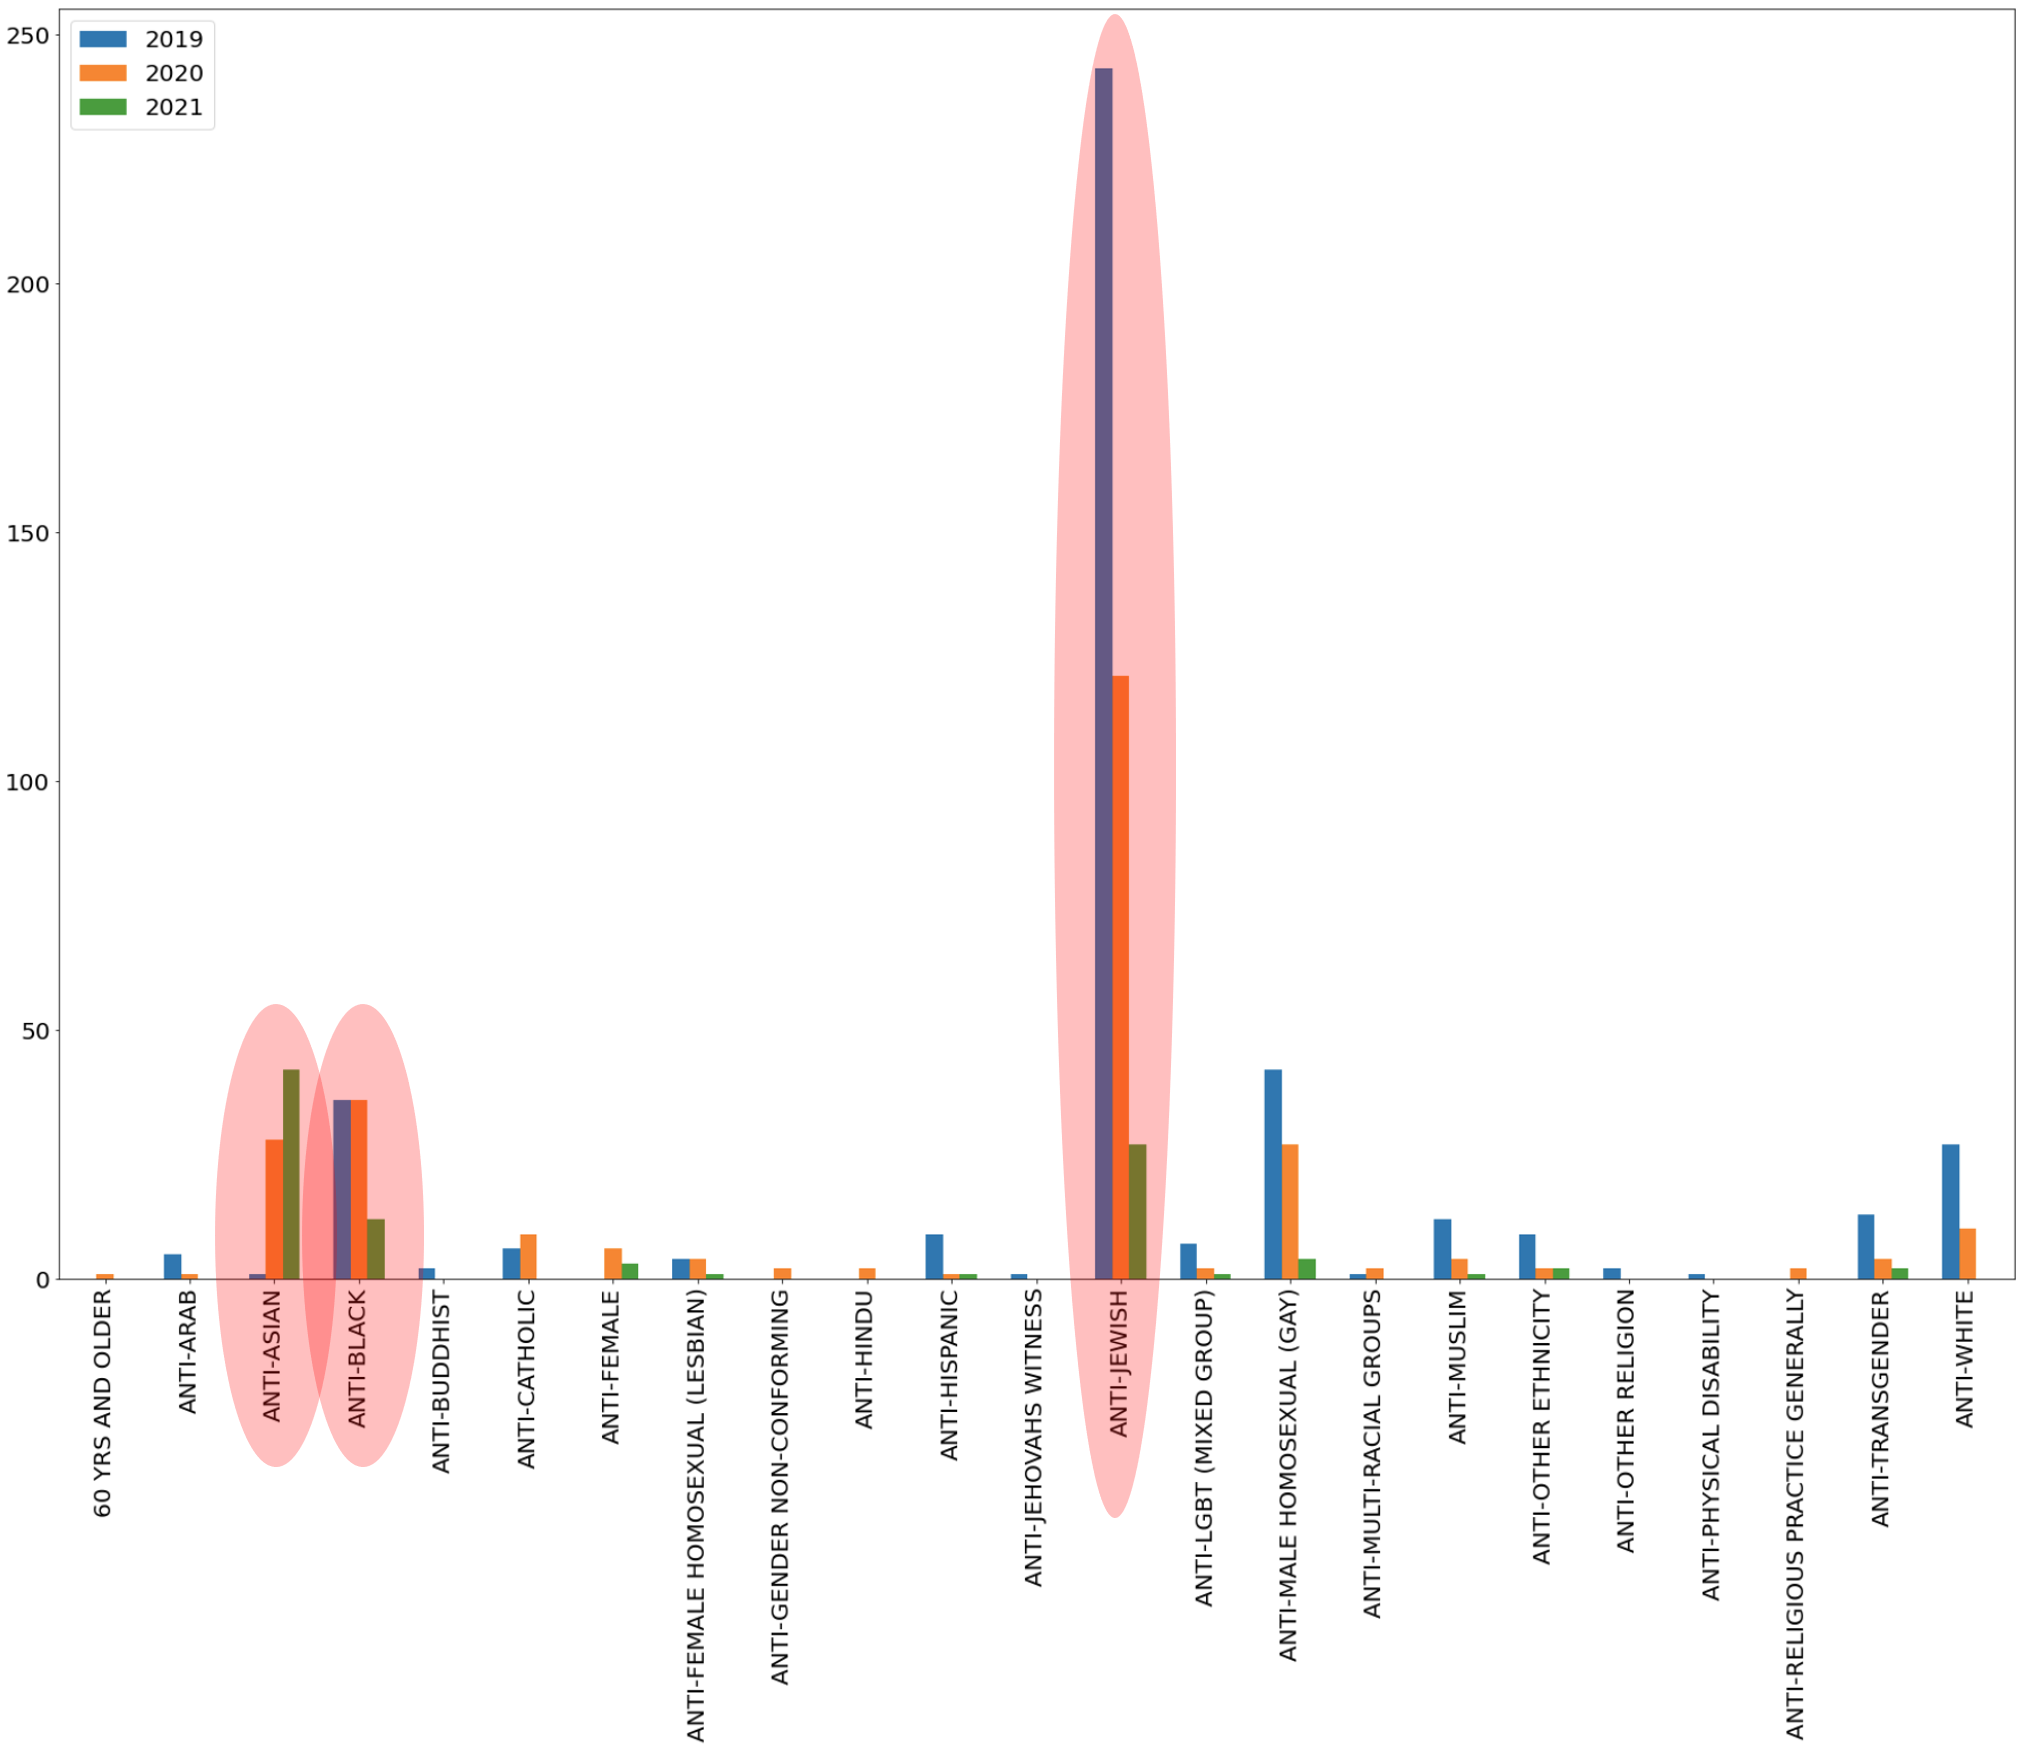 2019
2020
2021
250
200
150
100
50
0
60 YRS AND OLDER
ANTI-ARAB
ANTI-ASIAN
ANTI-BLACK
ANTI-BUDDHIST
ANTI-CATHOLIC
ANTI-FEMALE
ANTI-FEMALE HOMOSEXUAL (LESBIAN)
ANTI-GENDER NON-CONFORMING
ANTI-HINDU
ANTI-HISPANIC
ANTI-JEHOVAHS WITNESS
ANTI-JEWISH
ANTI-LGBT (MIXED GROUP)
ANTI-MALE HOMOSEXUAL (GAY)
ANTI-MULTI-RACIAL GROUPS
ANTI-MUSLIM
ANTI-OTHER ETHNICITY
ANTI-OTHER RELIGION
ANTI-PHYSICAL DISABILITY
ANTI-RELIGIOUS PRACTICE GENERALLY
ANTI-TRANSGENDER
ANTI-WHITE